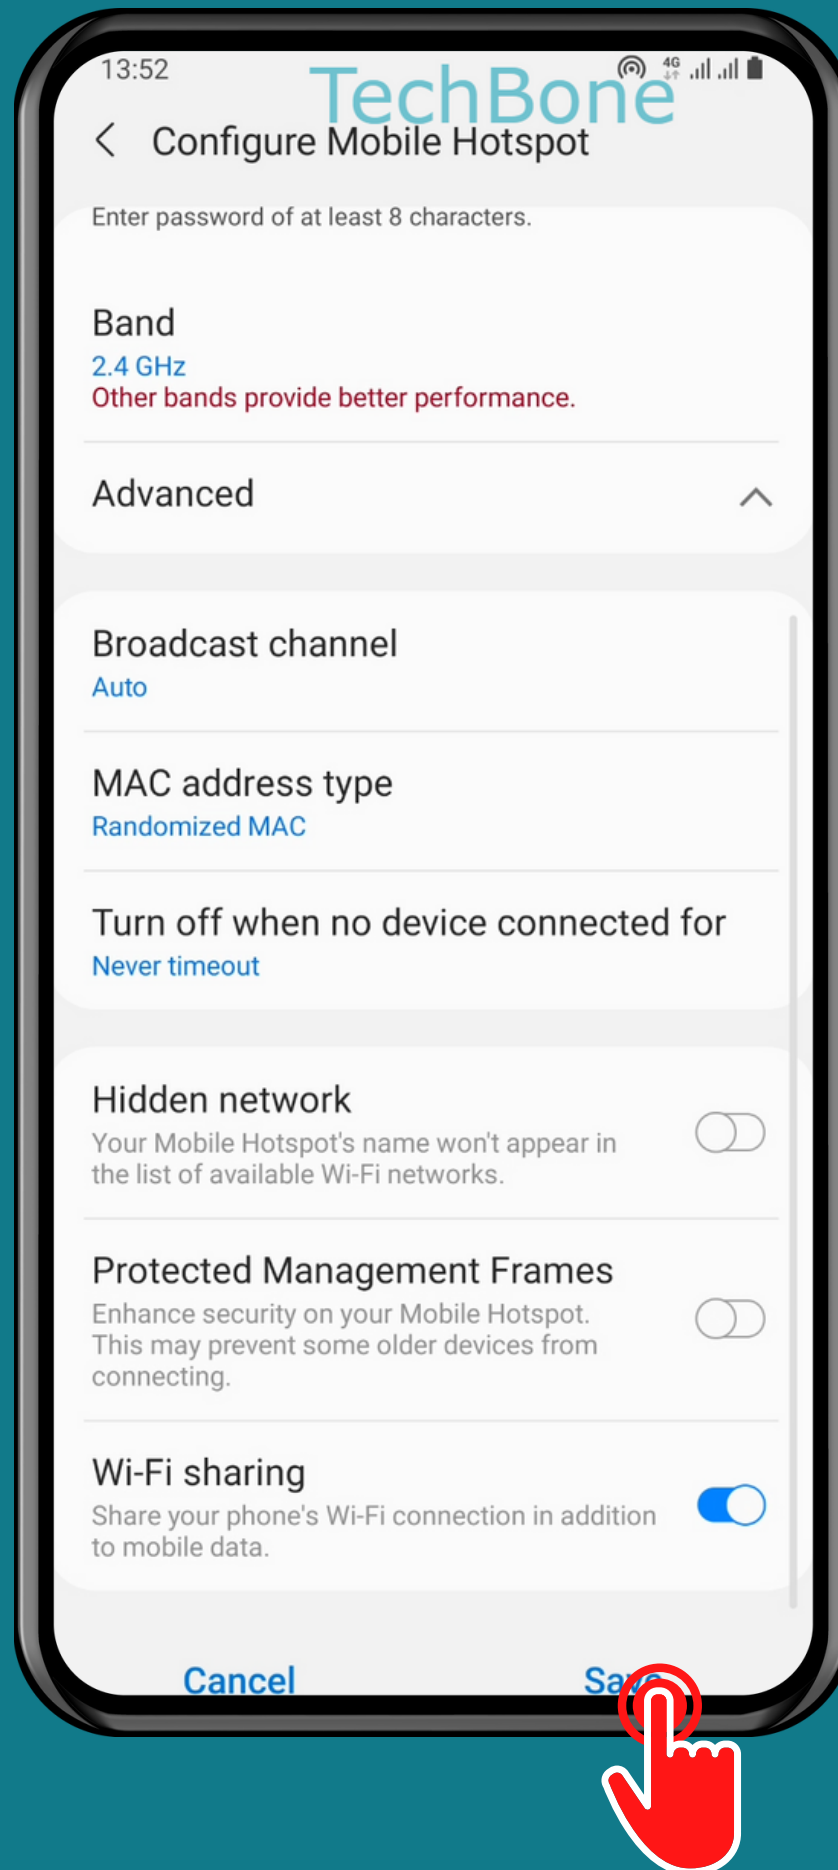 13:52
TechBone
4G
Configure Mobile Hotspot
Enter password of at least 8 characters.
Band
2.4 GHz
Other bands provide better performance.
Advanced
Broadcast channel
Auto
MAC address type
Randomized MAC
Turn off when no device connected for
Never timeout
Hidden network
Your Mobile Hotspot's name won't appear in
the list of available Wi-Fi networks.
Protected Management Frames
Enhance security on your Mobile Hotspot.
This may prevent some older devices from
connecting.
Wi-Fi sharing
Share your phone's Wi-Fi connection in addition
to mobile data.
Cancel
Save